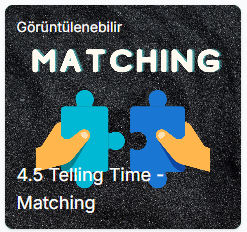 Görüntülenebilir
MATCHING
4.5 Telling Time -
Matching